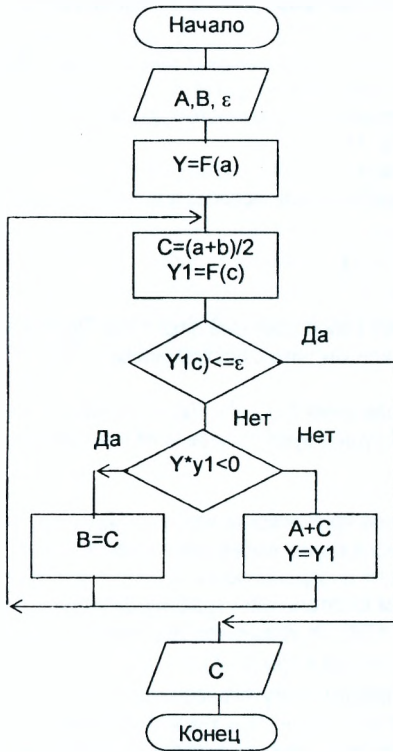 Начало
A,B, ε
Y=F(a)
C=(a+b)/2
Y1=F(c)
Y1c)<=ε
Да
Нет
Y*y1<0
Да
Нет
B=C
A+C
Y=Y1
C
Конец